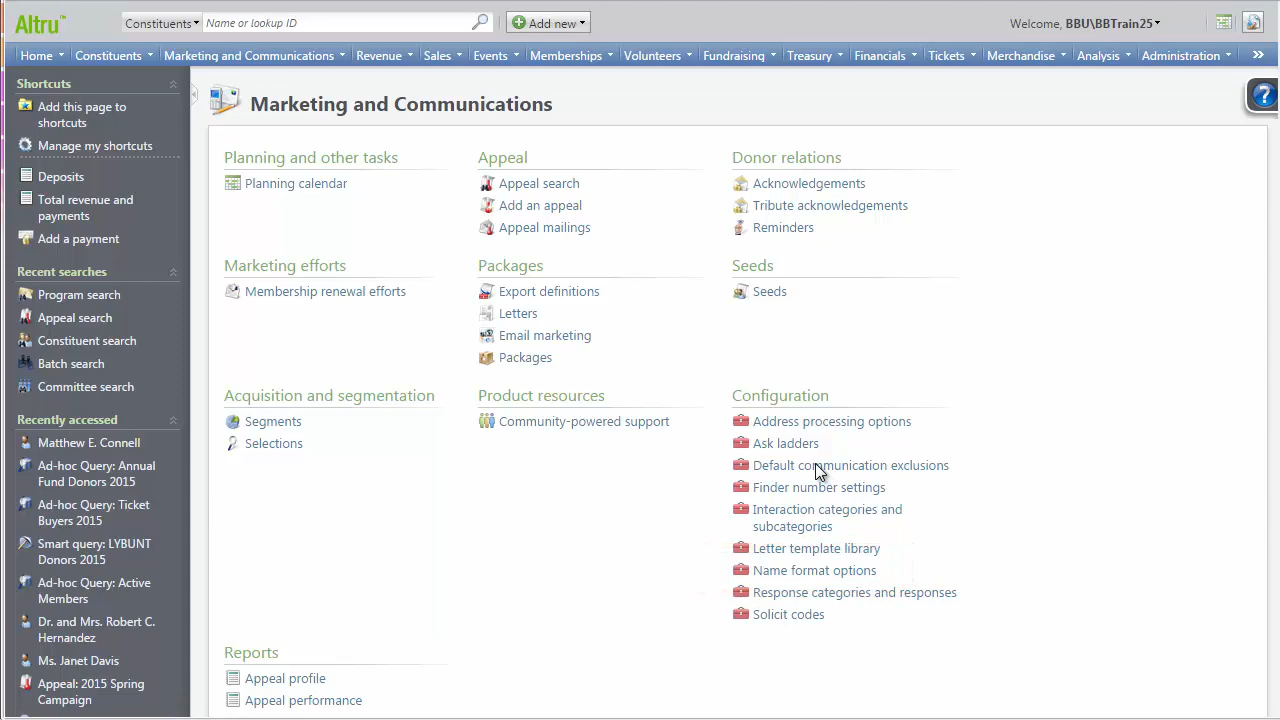 Altru
Constituents
Name or lookup ID
Add new
Welcome, BBU\BBTrain25
Home
Constituents
Marketing and Communications
Revenue
Sales
Events
Memberships
Volunteers
Fundraising
Treasury
Financials
Tickets
Merchandise
Analysis
Administration
Shortcuts
Add this page to
shortcuts
Manage my shortcuts
Deposits
Total revenue and
payments
Add a payment
Recent searches
Program search
Appeal search
Constituent search
Batch search
Committee search
Recently accessed
Matthew E. Connell
Ad-hoc Query: Annual
Fund Donors 2015
Ad-hoc Query: Ticket
Buyers 2015
Smart query: LYBUNT
Donors 2015
Ad-hoc Query: Active
Members
Dr. and Mrs. Robert C.
Hernandez
Ms. Janet Davis
Appeal: 2015 Spring
Campaign
Marketing and Communications
Planning and other tasks
Planning calendar
Appeal
Appeal search
Add an appeal
Appeal mailings
Donor relations
Acknowledgements
Tribute acknowledgements
Reminders
Marketing efforts
Membership renewal efforts
Packages
Export definitions
Letters
Email marketing
Packages
Seeds
Seeds
Acquisition and segmentation
Segments
Selections
Product resources
Community-powered support
Configuration
Address processing options
Ask ladders
Default communication exclusions
Finder number settings
Interaction categories and
subcategories
Letter template library
Name format options
Response categories and responses
Solicit codes
Reports
Appeal profile
Appeal performance